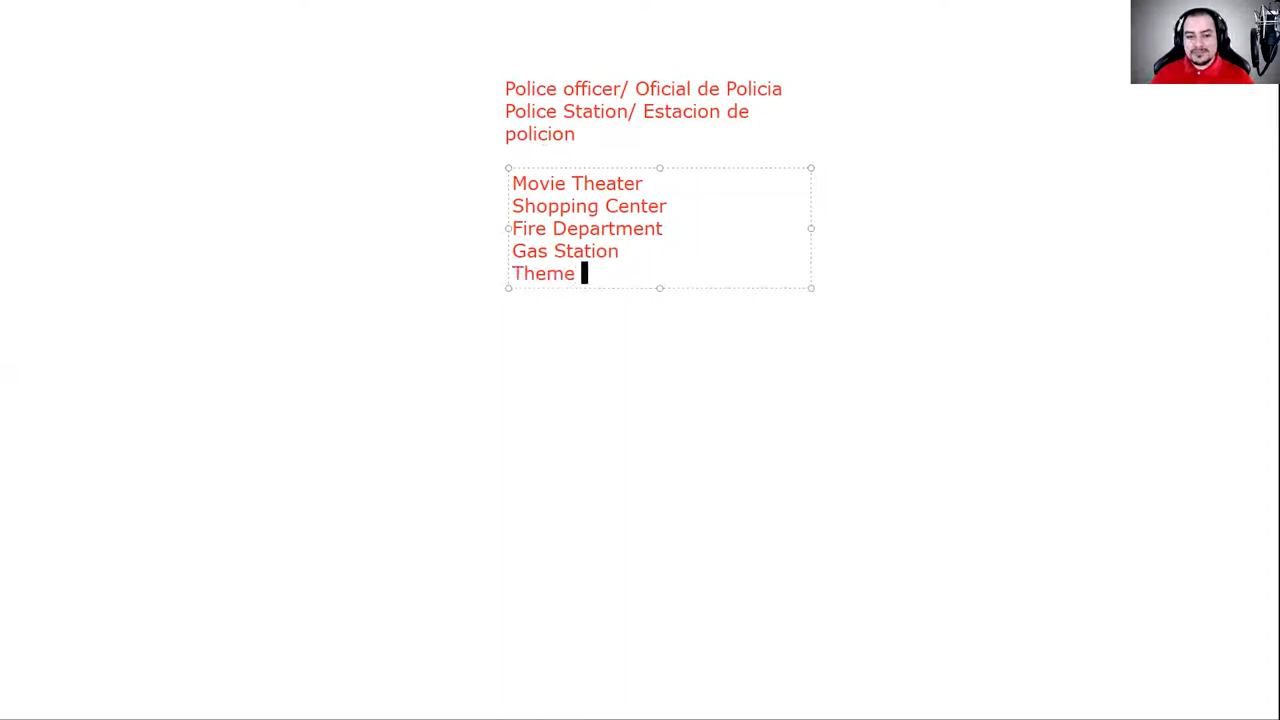 Police officer/ Oficial de Policia
Police Station/ Estacion de
policion
Movie Theater
Shopping Center
Fire Department
Gas Station
Theme